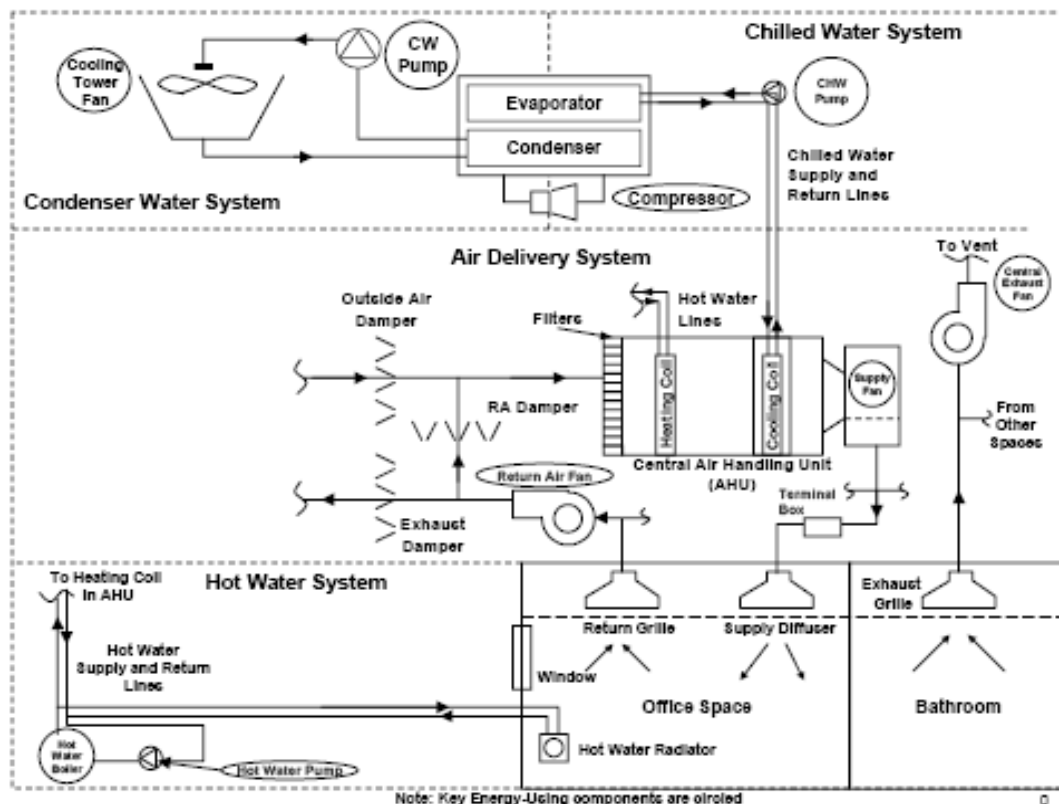 Chilled Water System
Cooling
Tower
Fan
CW
Pump
CHW
Pump
Evaporator
Condenser
Compressor
Chilled Water
Supply and
Return Lines
Condenser Water System
Air Delivery System
To Vent
Central
Exhaust
Fan
Outside Air
Damper
Filters
Hot Water
Lines
Heating Coil
Cooling Coil
Supply
Fan
RA Damper
From
Other
Spaces
Central Air Handling Unit
(AHU)
Return Air Fan
Terminal
Box
Exhaust
Damper
Hot Water System
To Heating Coil
in AHU
Exhaust
Grille
Return Grille
Supply Diffuser
Hot Water
Supply and Return
Lines
Window
Office Space
Bathroom
Hot
Water
Boiler
Hot Water Pump
Hot Water Radiator
Note: Key Energy-Using components are circled